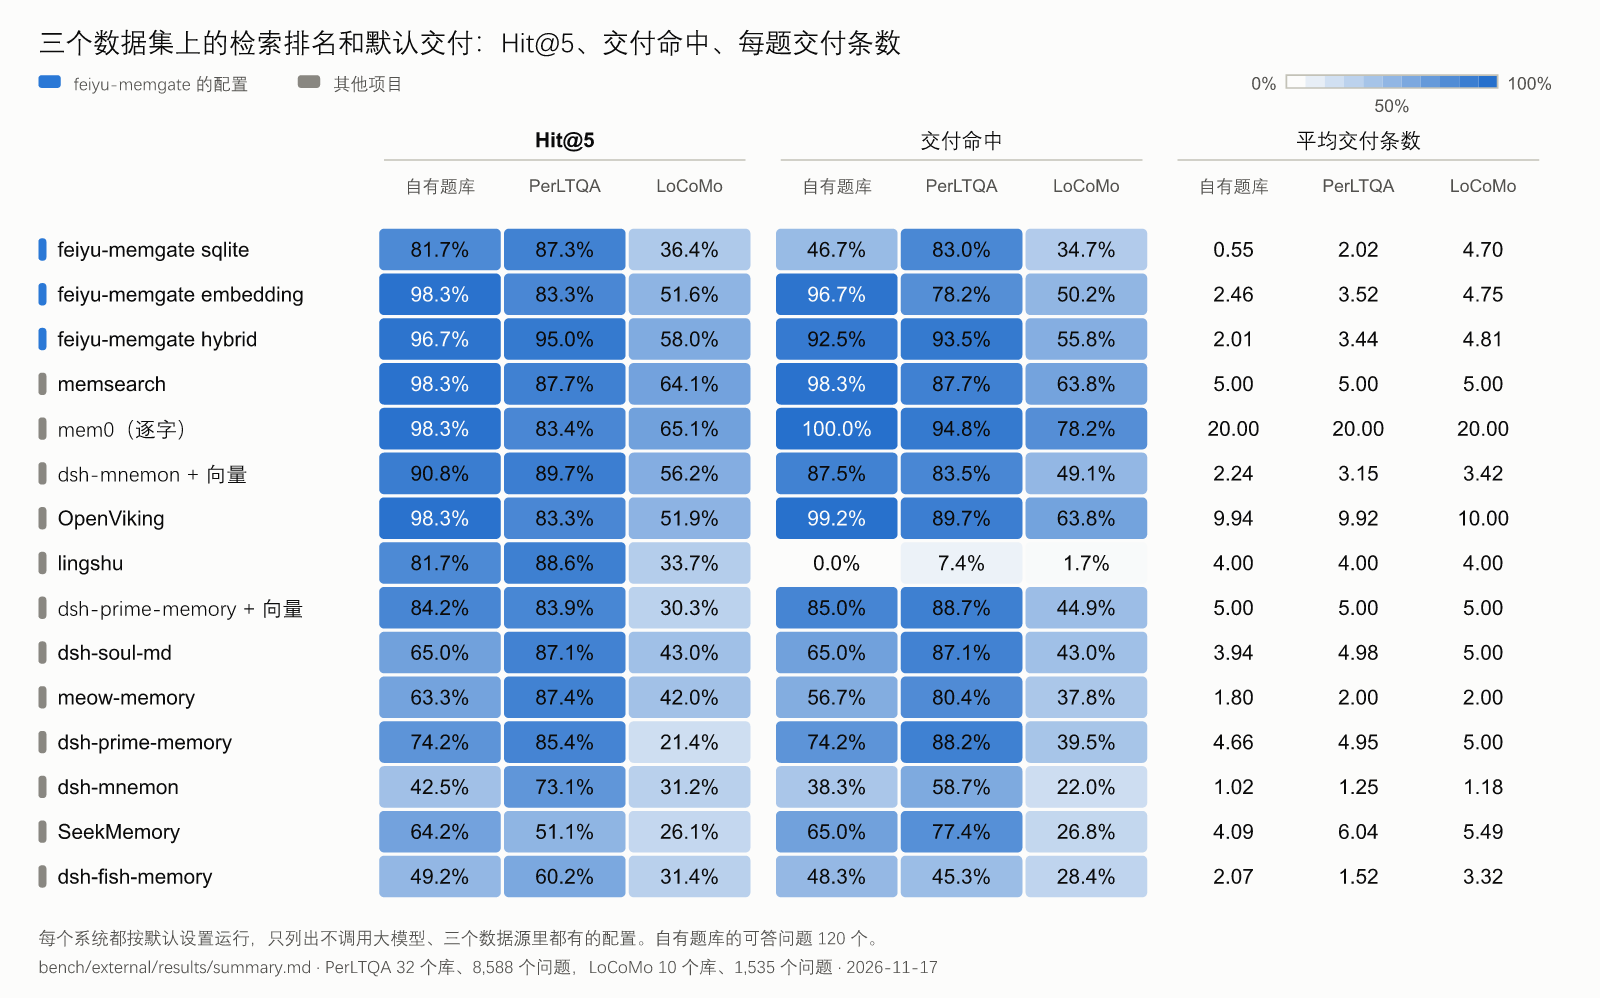 三个数据集上的检索排名和默认交付：Hit@5、交付命中、每题交付条数
feiyu-memgate 的配置 其他项目 0% 100%
50%
Hit@5 交付命中 平均交付条数
自有题库 PerLTQA LoCoMo 自有题库 PerLTQA LoCoMo 自有题库 PerLTQA LoCoMo
feiyu-memgate sqlite 81.7% 87.3% 36.4% 46.7% 83.0% 34.7% 0.55 2.02 4.70
feiyu-memgate embedding 98.3% 83.3% 51.6% 96.7% 78.2% 50.2% 2.46 3.52 4.75
feiyu-memgate hybrid 96.7% 95.0% 58.0% 92.5% 93.5% 55.8% 2.01 3.44 4.81
memsearch 98.3% 87.7% 64.1% 98.3% 87.7% 63.8% 5.00 5.00 5.00
mem0（逐字） 98.3% 83.4% 65.1% 100.0% 94.8% 78.2% 20.00 20.00 20.00
dsh-mnemon + 向量 90.8% 89.7% 56.2% 87.5% 83.5% 49.1% 2.24 3.15 3.42
OpenViking 98.3% 83.3% 51.9% 99.2% 89.7% 63.8% 9.94 9.92 10.00
lingshu 81.7% 88.6% 33.7% 0.0% 7.4% 1.7% 4.00 4.00 4.00
dsh-prime-memory + 向量 84.2% 83.9% 30.3% 85.0% 88.7% 44.9% 5.00 5.00 5.00
dsh-soul-md 65.0% 87.1% 43.0% 65.0% 87.1% 43.0% 3.94 4.98 5.00
meow-memory 63.3% 87.4% 42.0% 56.7% 80.4% 37.8% 1.80 2.00 2.00
dsh-prime-memory 74.2% 85.4% 21.4% 74.2% 88.2% 39.5% 4.66 4.95 5.00
dsh-mnemon 42.5% 73.1% 31.2% 38.3% 58.7% 22.0% 1.02 1.25 1.18
SeekMemory 64.2% 51.1% 26.1% 65.0% 77.4% 26.8% 4.09 6.04 5.49
dsh-fish-memory 49.2% 60.2% 31.4% 48.3% 45.3% 28.4% 2.07 1.52 3.32
每个系统都按默认设置运行，只列出不调用大模型、三个数据源里都有的配置。自有题库的可答问题 120 个。
bench/external/results/summary.md · PerLTQA 32 个库、8,588 个问题，LoCoMo 10 个库、1,535 个问题 · 2026-11-17